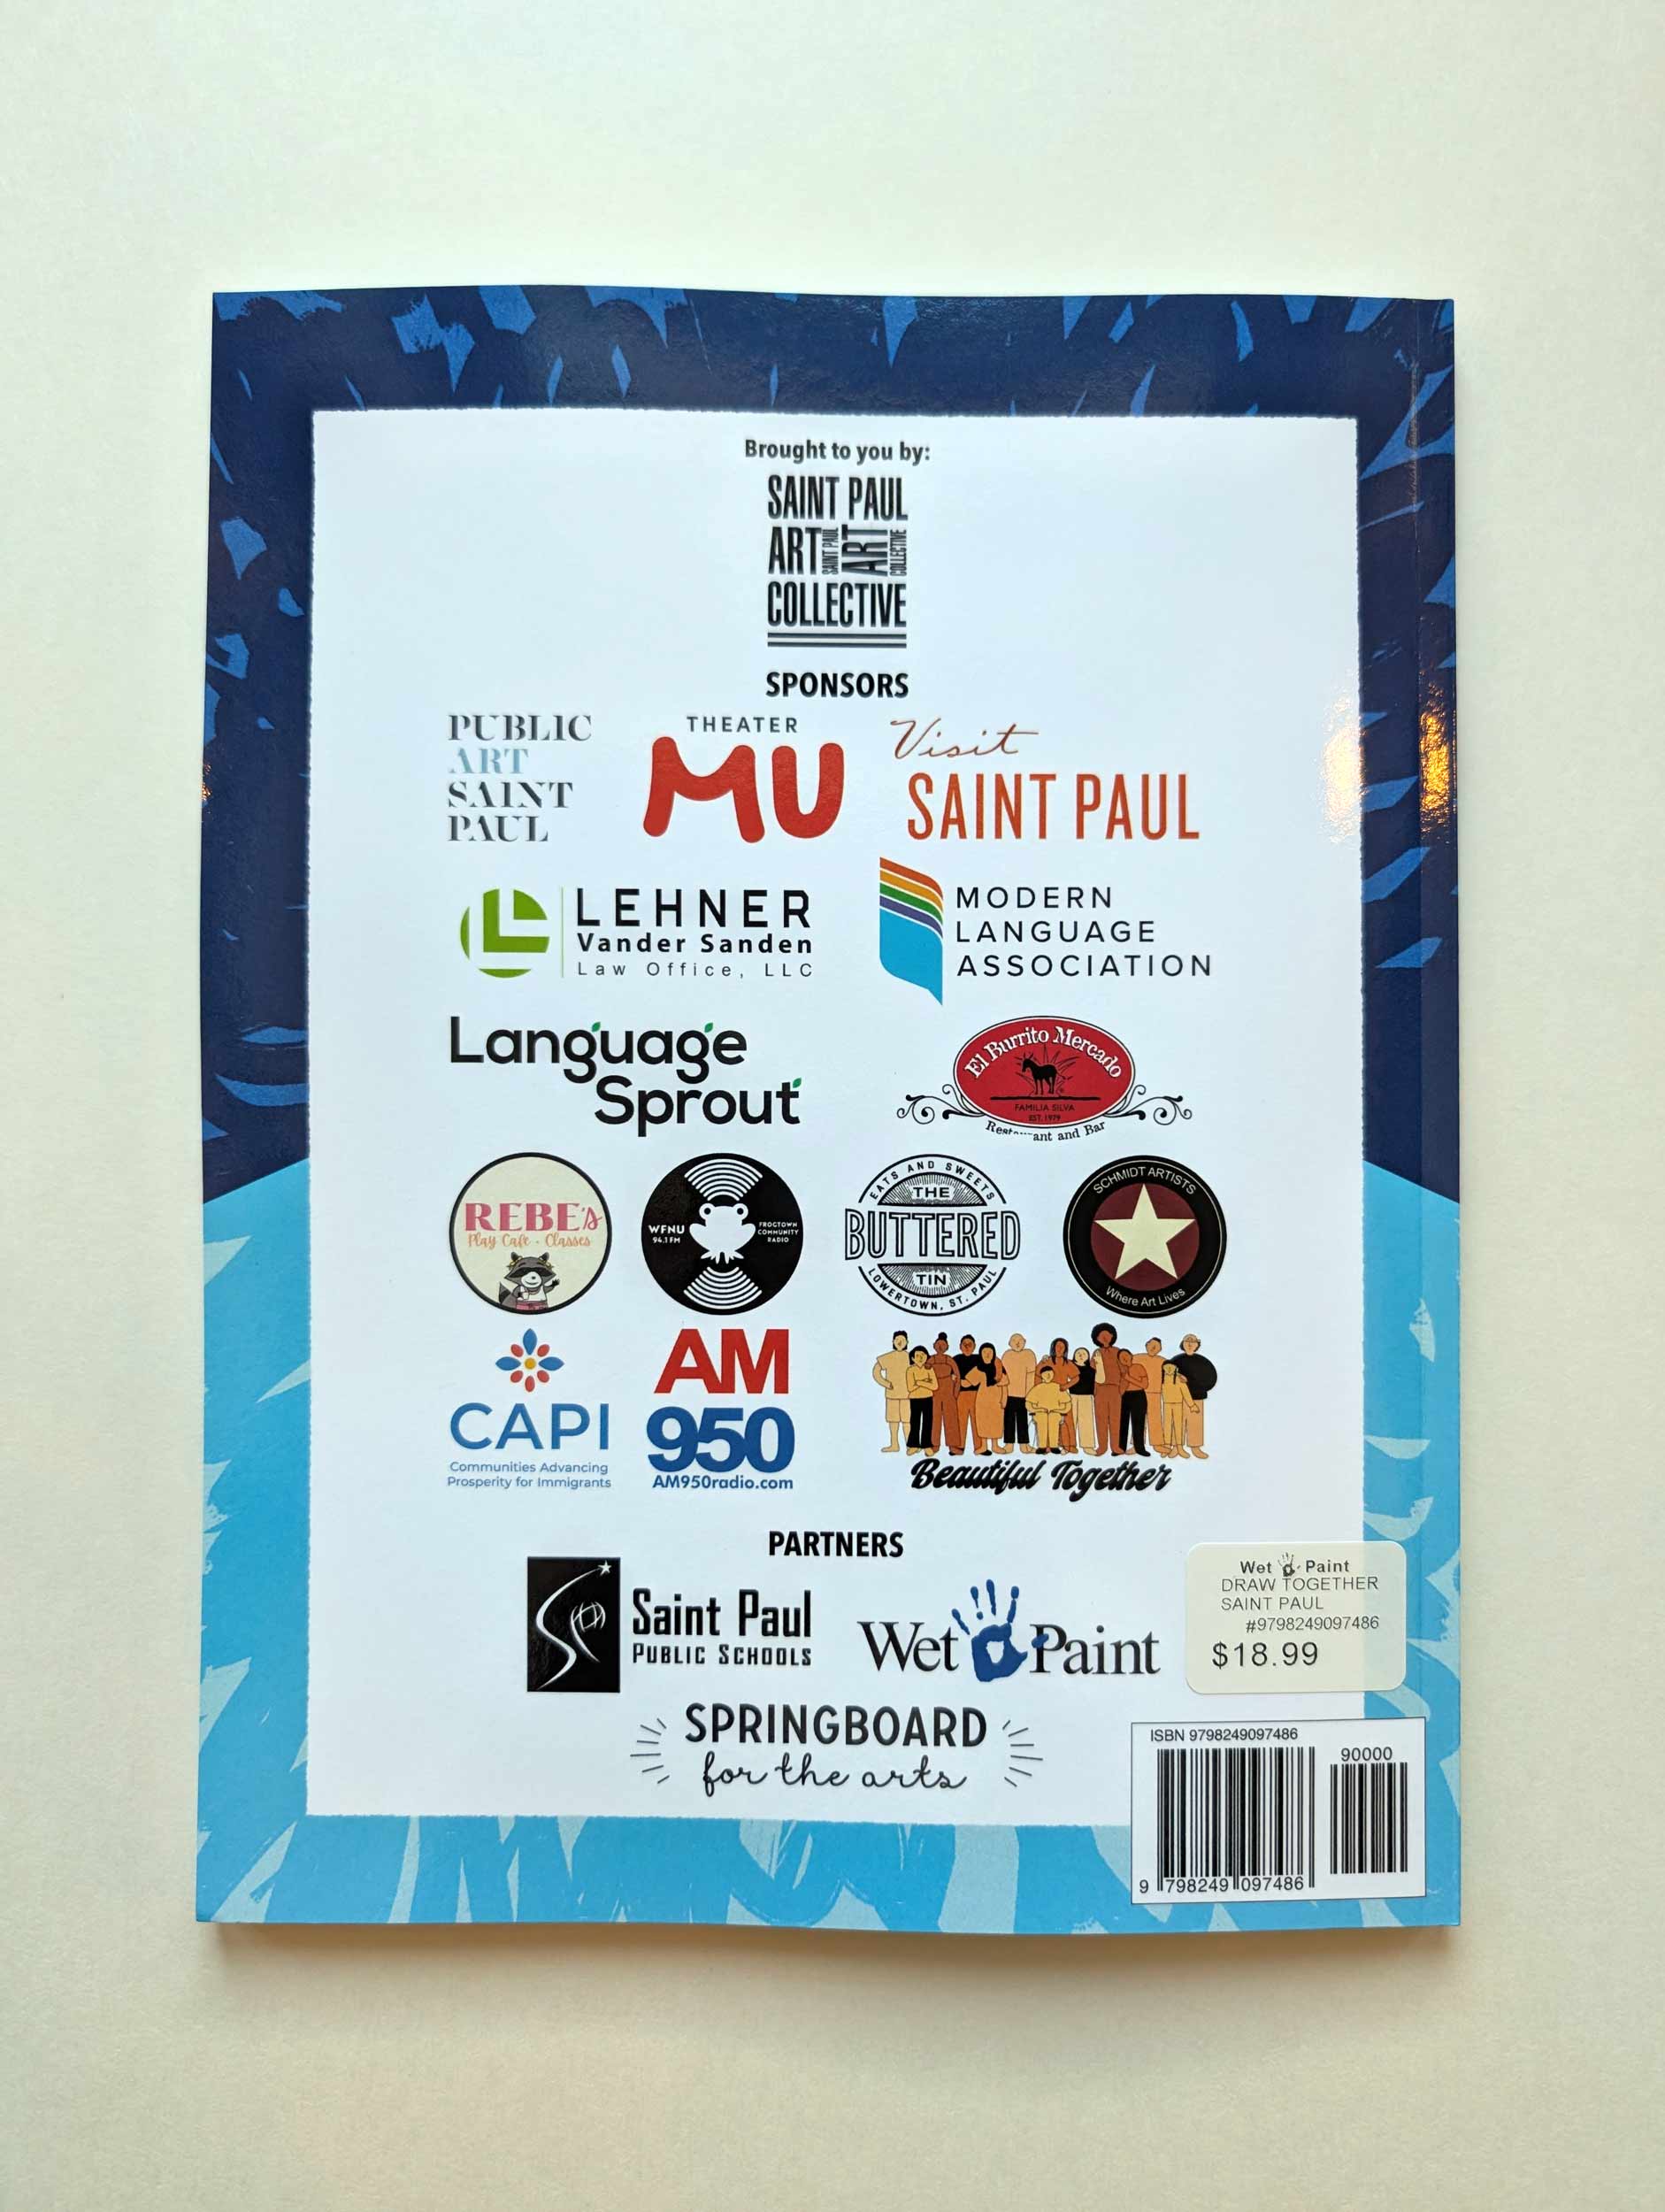 Brought to you by:
SAINT PAUL
ART SAINT PAUL ART COLLECTIVE
COLLECTIVE
SPONSORS
PUBLIC
ART
SAINT
PAUL
THEATER
MU
Visit
SAINT PAUL
LEHNER
Vander Sanden
Law Office, LLC
MODERN
LANGUAGE
ASSOCIATION
Language
Sprout
El Burrito Mercado
FAMILIA SILVA
EST. 1979
and Bar
REBE's
Play Cafe · Classes
WFNU
94.1 FM
FROGTOWN
COMMUNITY
RADIO
EATS AND SWEETS
THE
BUTTERED
TIN
LOWERTOWN, ST. PAUL
SCHMIDT ARTISTS
Where Art Lives
CAPI
Communities Advancing
Prosperity for Immigrants
AM
950
AM950radio.com
Beautiful Together
PARTNERS
Saint Paul
PUBLIC SCHOOLS
Wet Paint
SPRINGBOARD
for the arts
Wet Paint
DRAW TOGETHER
SAINT PAUL
#9798249097486
$18.99
ISBN 9798249097486
90000
9 798249 097486